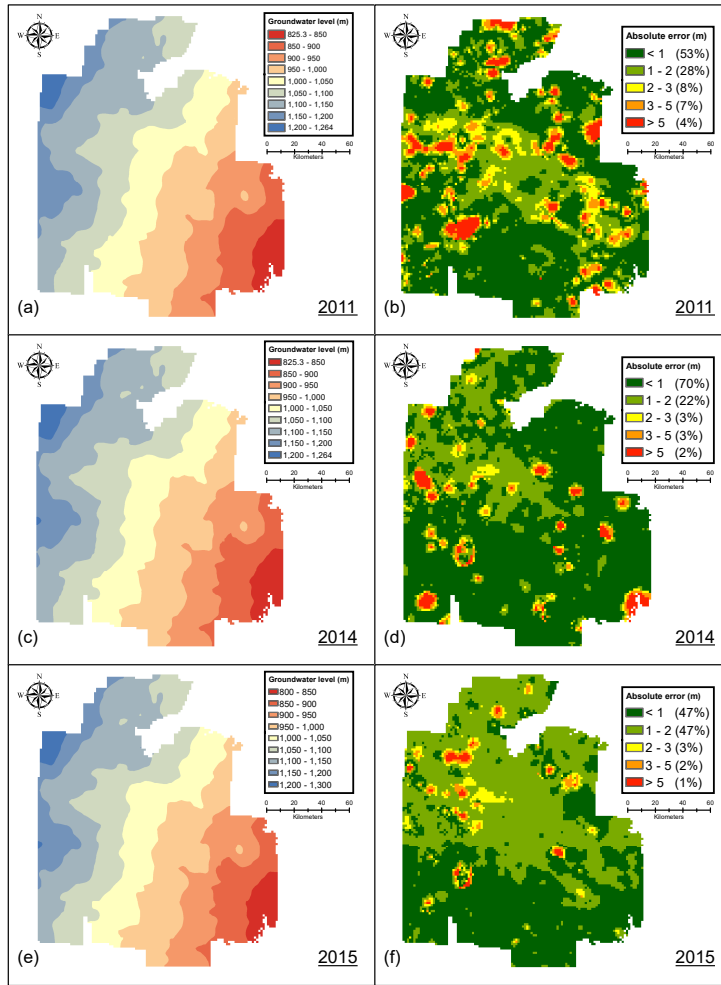 N
W E
S
Groundwater level (m)
825.3 - 850
850 - 900
900 - 950
950 - 1,000
1,000 - 1,050
1,050 - 1,100
1,100 - 1,150
1,150 - 1,200
1,200 - 1,264
0 20 40 60
Kilometers
(a)
2011
N
W E
S
Absolute error (m)
< 1 (53%)
1 - 2 (28%)
2 - 3 (8%)
3 - 5 (7%)
> 5 (4%)
0 20 40 60
Kilometers
(b)
2011
N
W E
S
Groundwater level (m)
825.3 - 850
850 - 900
900 - 950
950 - 1,000
1,000 - 1,050
1,050 - 1,100
1,100 - 1,150
1,150 - 1,200
1,200 - 1,264
0 20 40 60
Kilometers
(c)
2014
N
W E
S
Absolute error (m)
< 1 (70%)
1 - 2 (22%)
2 - 3 (3%)
3 - 5 (3%)
> 5 (2%)
0 20 40 60
Kilometers
(d)
2014
N
W E
S
Groundwater level (m)
800 - 850
850 - 900
900 - 950
950 - 1,000
1,000 - 1,050
1,050 - 1,100
1,100 - 1,150
1,150 - 1,200
1,200 - 1,300
0 20 40 60
Kilometers
(e)
2015
N
W E
S
Absolute error (m)
< 1 (47%)
1 - 2 (47%)
2 - 3 (3%)
3 - 5 (2%)
> 5 (1%)
0 20 40 60
Kilometers
(f)
2015